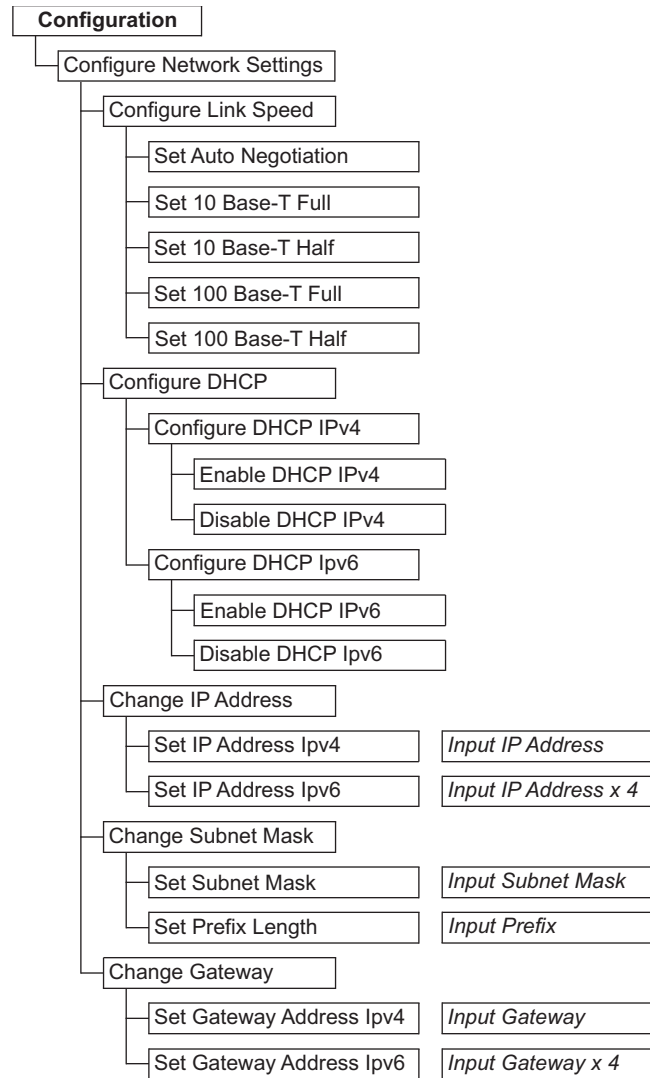 Configuration
Configure Network Settings
Configure Link Speed
Set Auto Negotiation
Set 10 Base-T Full
Set 10 Base-T Half
Set 100 Base-T Full
Set 100 Base-T Half
Configure DHCP
Configure DHCP IPv4
Enable DHCP IPv4
Disable DHCP IPv4
Configure DHCP Ipv6
Enable DHCP IPv6
Disable DHCP Ipv6
Change IP Address
Set IP Address Ipv4 Input IP Address
Set IP Address Ipv6 Input IP Address x 4
Change Subnet Mask
Set Subnet Mask Input Subnet Mask
Set Prefix Length Input Prefix
Change Gateway
Set Gateway Address Ipv4 Input Gateway
Set Gateway Address Ipv6 Input Gateway x 4